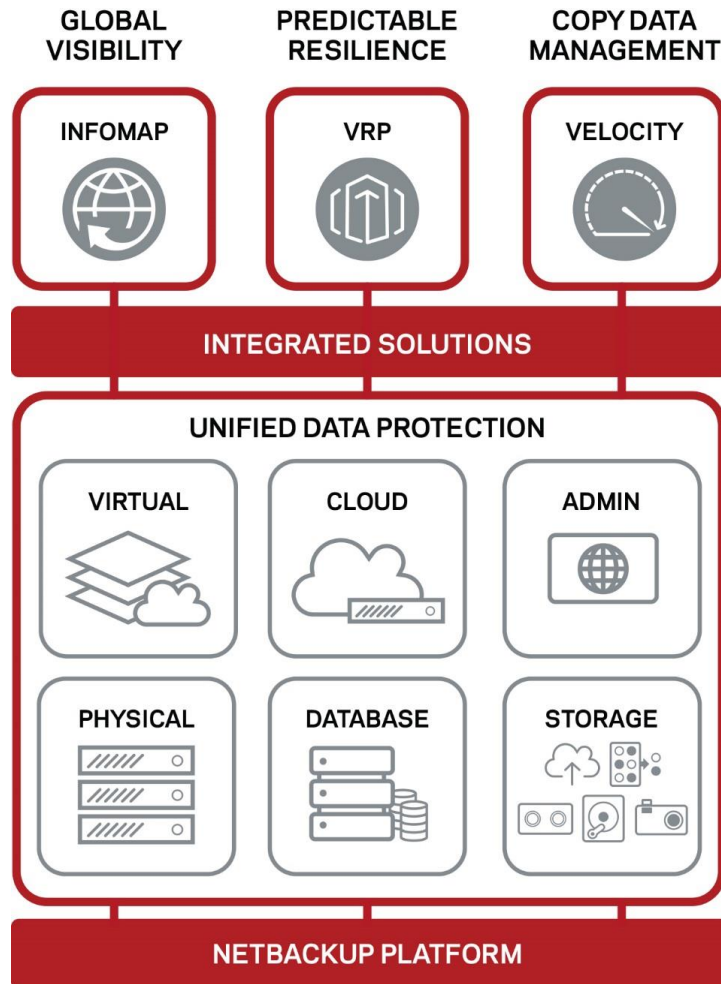 GLOBAL
VISIBILITY
PREDICTABLE
RESILIENCE
COPY DATA
MANAGEMENT
INFOMAP
VRP
VELOCITY
INTEGRATED SOLUTIONS
UNIFIED DATA PROTECTION
VIRTUAL
CLOUD
ADMIN
PHYSICAL
DATABASE
STORAGE
NETBACKUP PLATFORM